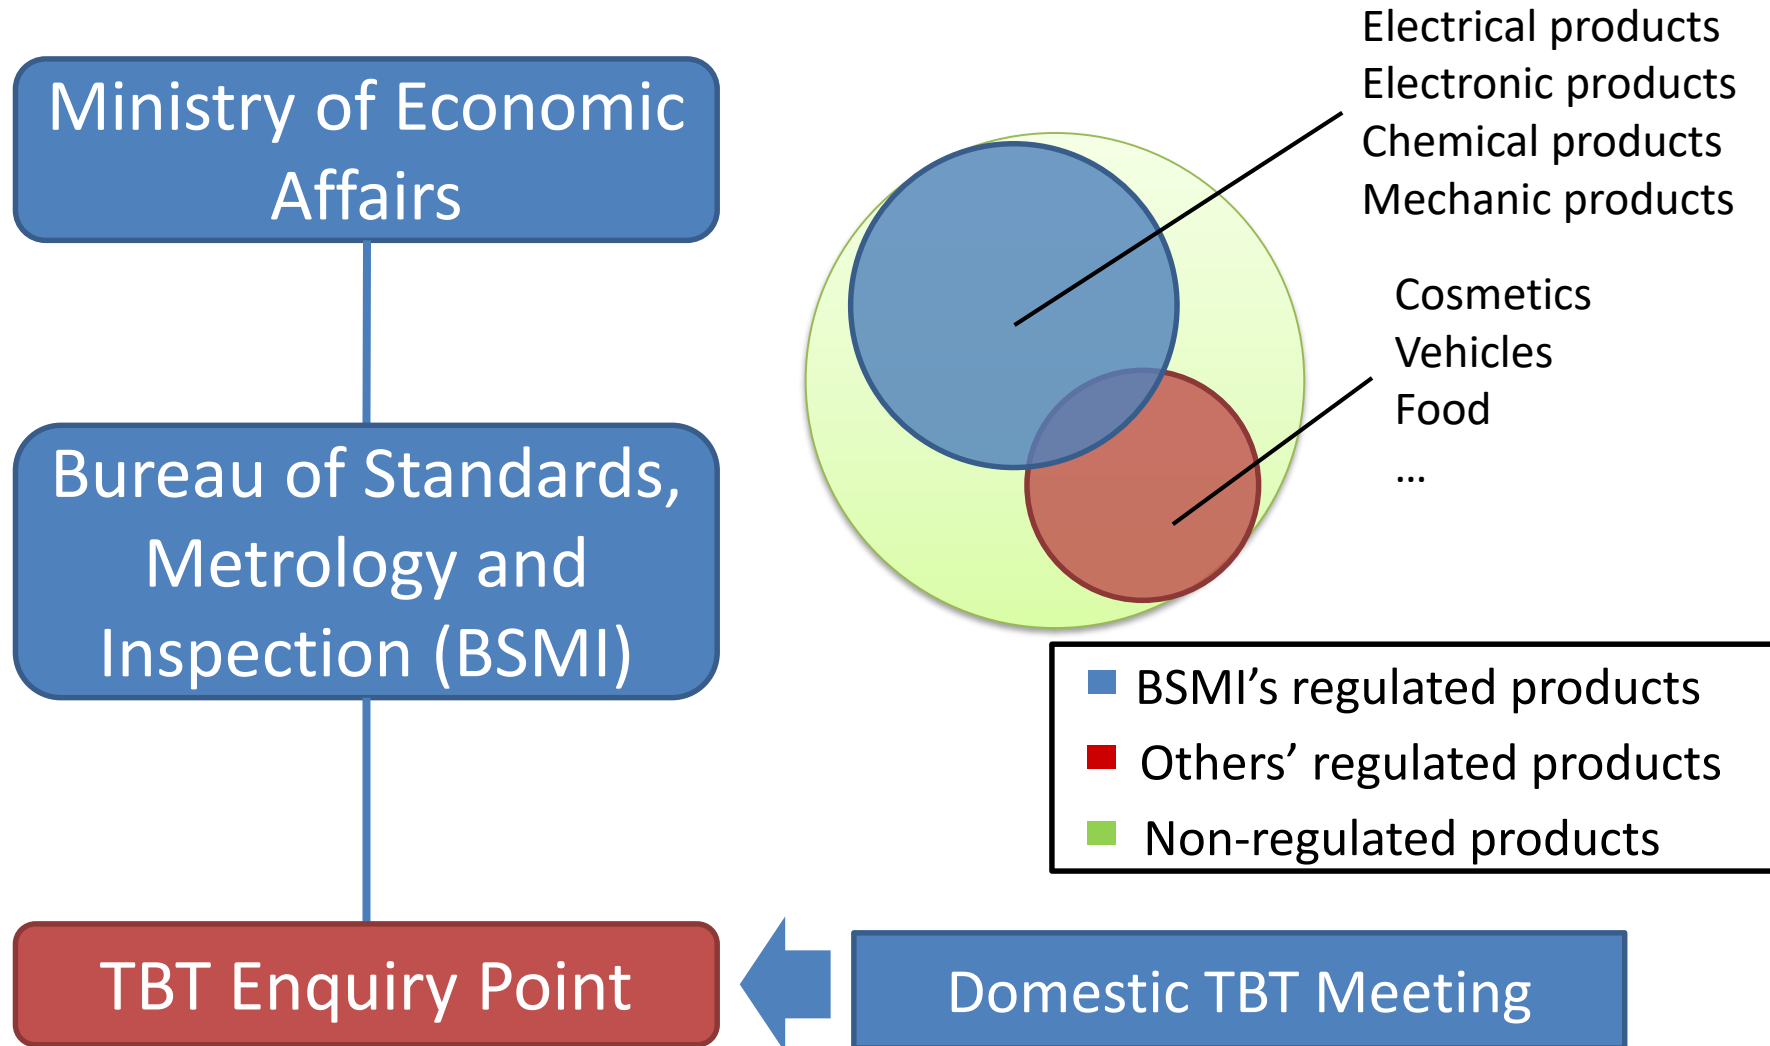 Ministry of Economic
Affairs
Bureau of Standards,
Metrology and
Inspection (BSMI)
TBT Enquiry Point
Electrical products
Electronic products
Chemical products
Mechanic products
Cosmetics
Vehicles
Food
...
BSMI’s regulated products
Others’ regulated products
Non-regulated products
Domestic TBT Meeting